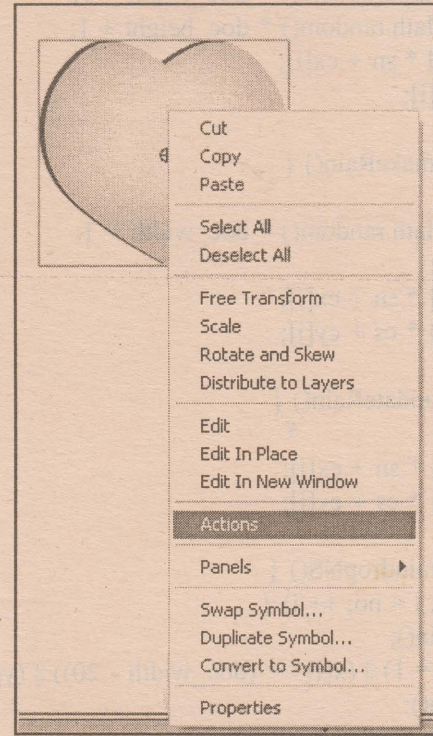 Cut
Copy
Paste
Select All
Deselect All
Free Transform
Scale
Rotate and Skew
Distribute to Layers
Edit
Edit In Place
Edit In New Window
Actions
Panels
Swap Symbol...
Duplicate Symbol...
Convert to Symbol...
Properties